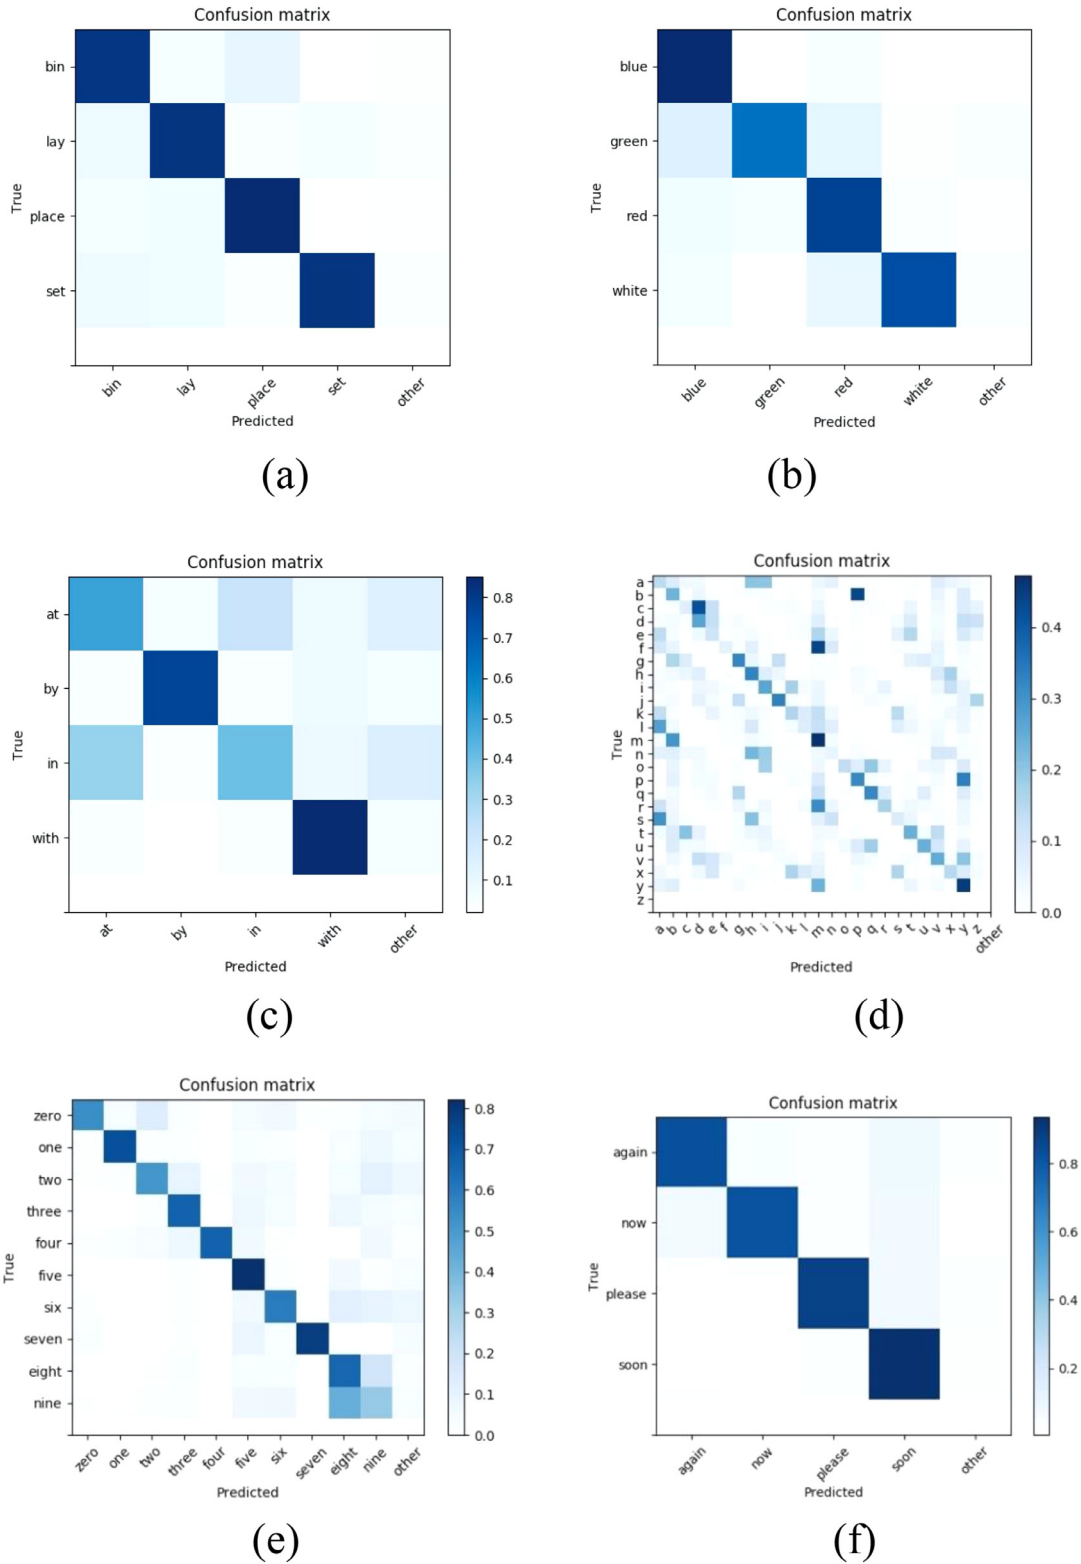 Confusion matrix
bin
lay
place
set
True
bin
lay
place
set
other
Predicted
(a)
Confusion matrix
blue
green
red
white
True
blue
green
red
white
other
Predicted
(b)
Confusion matrix
at
by
in
with
True
at
by
in
with
other
Predicted
0.8
0.7
0.6
0.5
0.4
0.3
0.2
0.1
(c)
Confusion matrix
a
b
c
d
e
f
g
h
i
j
k
l
m
n
o
p
q
r
s
t
u
v
x
y
z
True
a b c d e f g h i j k l m n o p q r s t u v x y z other
Predicted
0.4
0.3
0.2
0.1
0.0
(d)
Confusion matrix
zero
one
two
three
four
five
six
seven
eight
nine
True
zero
one
two
three
four
five
six
seven
eight
nine
other
Predicted
0.8
0.7
0.6
0.5
0.4
0.3
0.2
0.1
0.0
(e)
Confusion matrix
again
now
please
soon
True
again
now
please
soon
other
Predicted
0.8
0.6
0.4
0.2
(f)